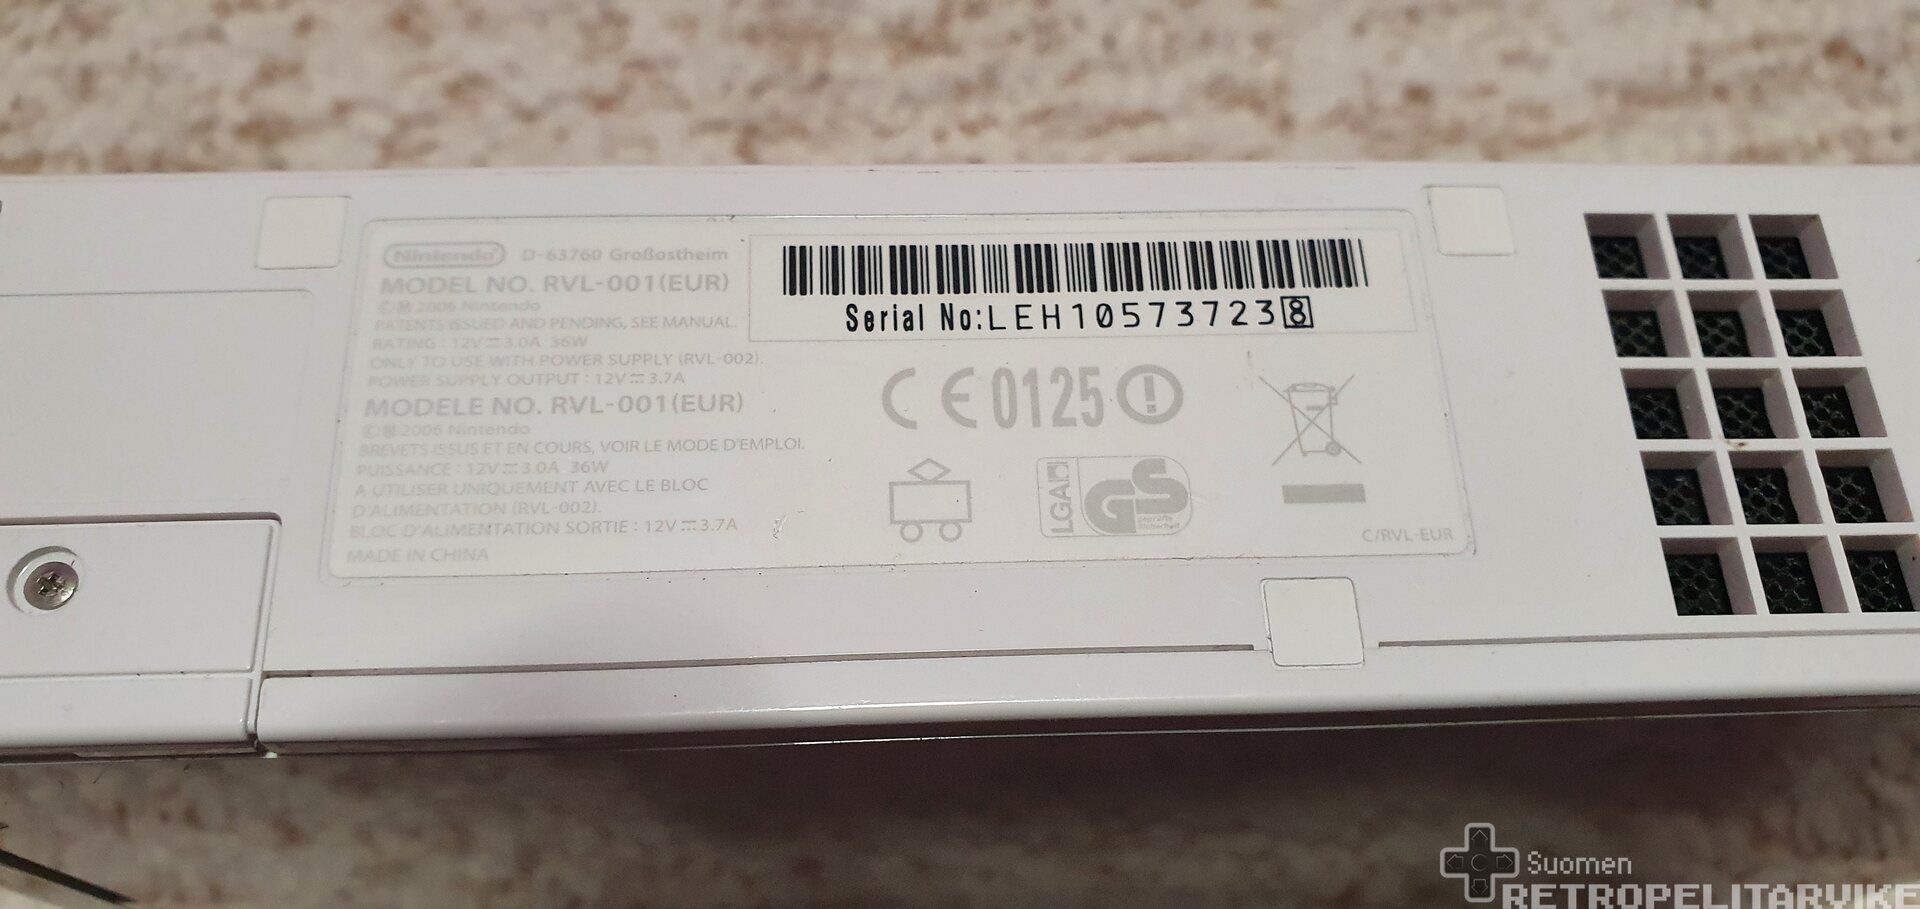 Nintendo D-63760 Großostheim
MODEL NO. RVL-001(EUR)
©Ⓜ 2006 Nintendo
PATENTS ISSUED AND PENDING, SEE MANUAL.
RATING : 12V⎓3.0A 36W
ONLY TO USE WITH POWER SUPPLY (RVL-002).
POWER SUPPLY OUTPUT : 12V⎓3.7A
MODELE NO. RVL-001(EUR)
©Ⓜ 2006 Nintendo
BREVETS ISSUS ET EN COURS, VOIR LE MODE D'EMPLOI.
PUISSANCE : 12V⎓3.0A 36W
A UTILISER UNIQUEMENT AVEC LE BLOC
D'ALIMENTATION (RVL-002).
BLOC D'ALIMENTATION SORTIE : 12V⎓3.7A
MADE IN CHINA
Serial No:LEH105737238
CE0125
LGA
GS
geprüfte
Sicherheit
C/RVL-EUR
Suomen
RETROPELITARVIKE